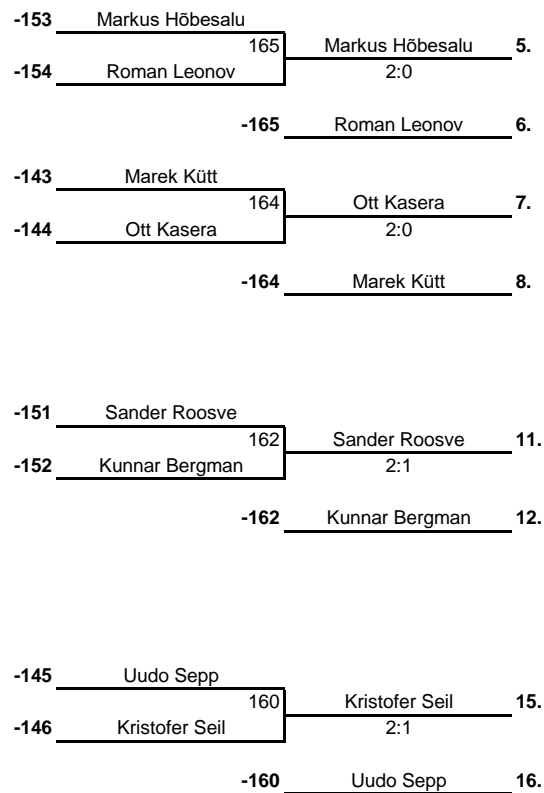 -153 Markus Hõbesalu
165 Markus Hõbesalu 5.
-154 Roman Leonov 2:0
-165 Roman Leonov 6.
-143 Marek Kütt
164 Ott Kasera 7.
-144 Ott Kasera 2:0
-164 Marek Kütt 8.
-151 Sander Roosve
162 Sander Roosve 11.
-152 Kunnar Bergman 2:1
-162 Kunnar Bergman 12.
-145 Uudo Sepp
160 Kristofer Seil 15.
-146 Kristofer Seil 2:1
-160 Uudo Sepp 16.